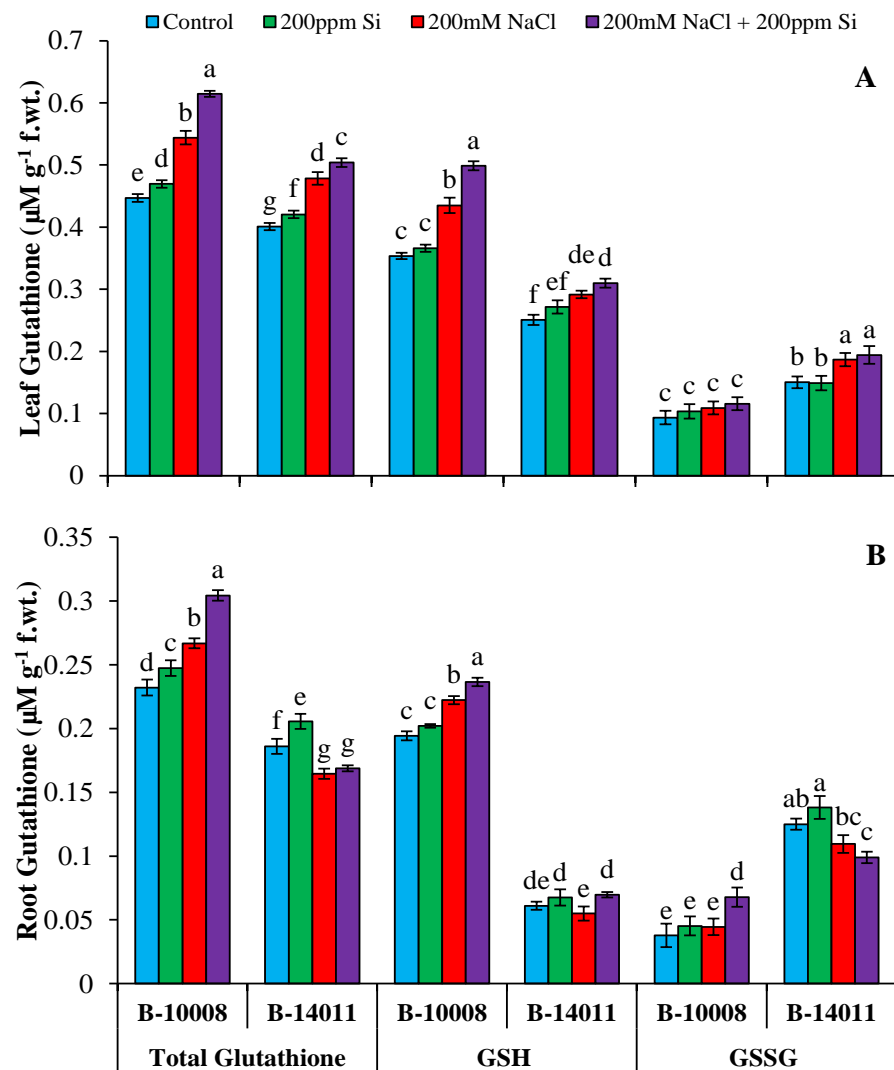 Control 200ppm Si 200mM NaCl 200mM NaCl + 200ppm Si
A
Leaf Gutathione (µM g-1 f.wt.)
0.7
0.6
0.5
0.4
0.3
0.2
0.1
0
e d b a
g f d c
c c b a
f ef de d
c c c c
b b a a
B
Root Gutathione (µM g-1 f.wt.)
0.35
0.3
0.25
0.2
0.15
0.1
0.05
0
d c b a
f e g g
c c b a
de d e d
e e e d
ab a bc c
B-10008 B-14011 B-10008 B-14011 B-10008 B-14011
Total Glutathione GSH GSSG